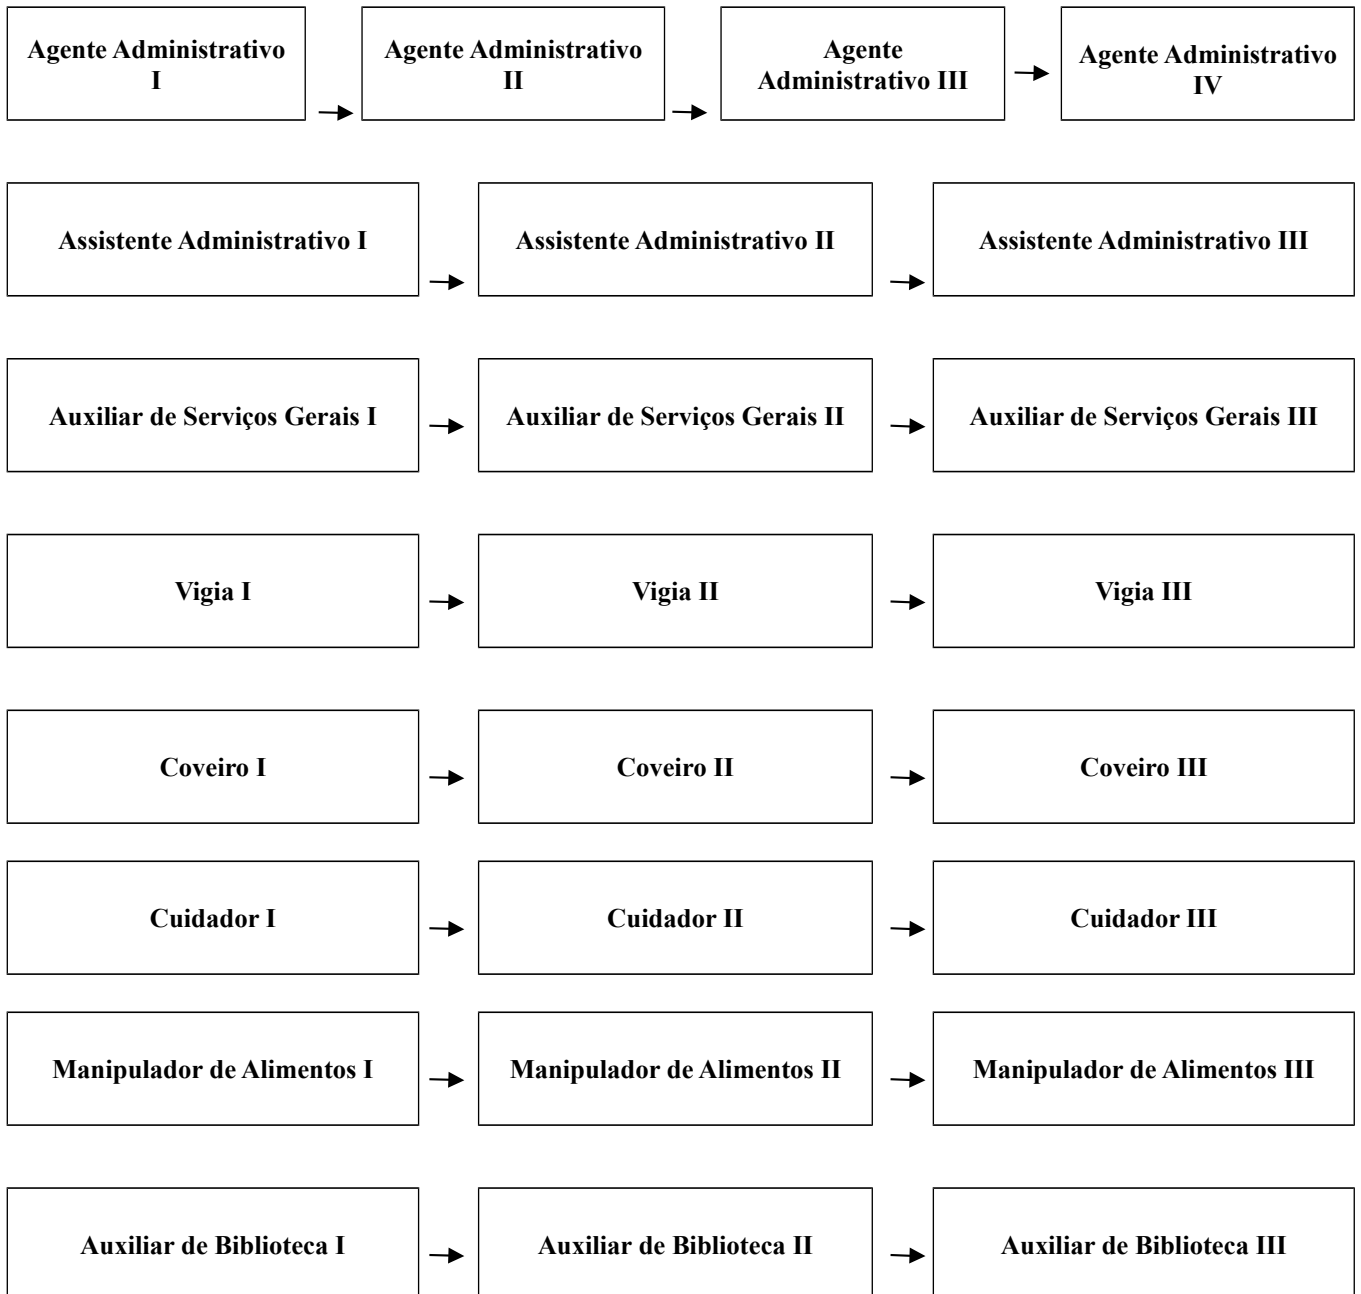 Agente Administrativo
I
Agente Administrativo
II
Agente
Administrativo III
Agente Administrativo
IV
Assistente Administrativo I
Assistente Administrativo II
Assistente Administrativo III
Auxiliar de Serviços Gerais I
Auxiliar de Serviços Gerais II
Auxiliar de Serviços Gerais III
Vigia I
Vigia II
Vigia III
Coveiro I
Coveiro II
Coveiro III
Cuidador I
Cuidador II
Cuidador III
Manipulador de Alimentos I
Manipulador de Alimentos II
Manipulador de Alimentos III
Auxiliar de Biblioteca I
Auxiliar de Biblioteca II
Auxiliar de Biblioteca III